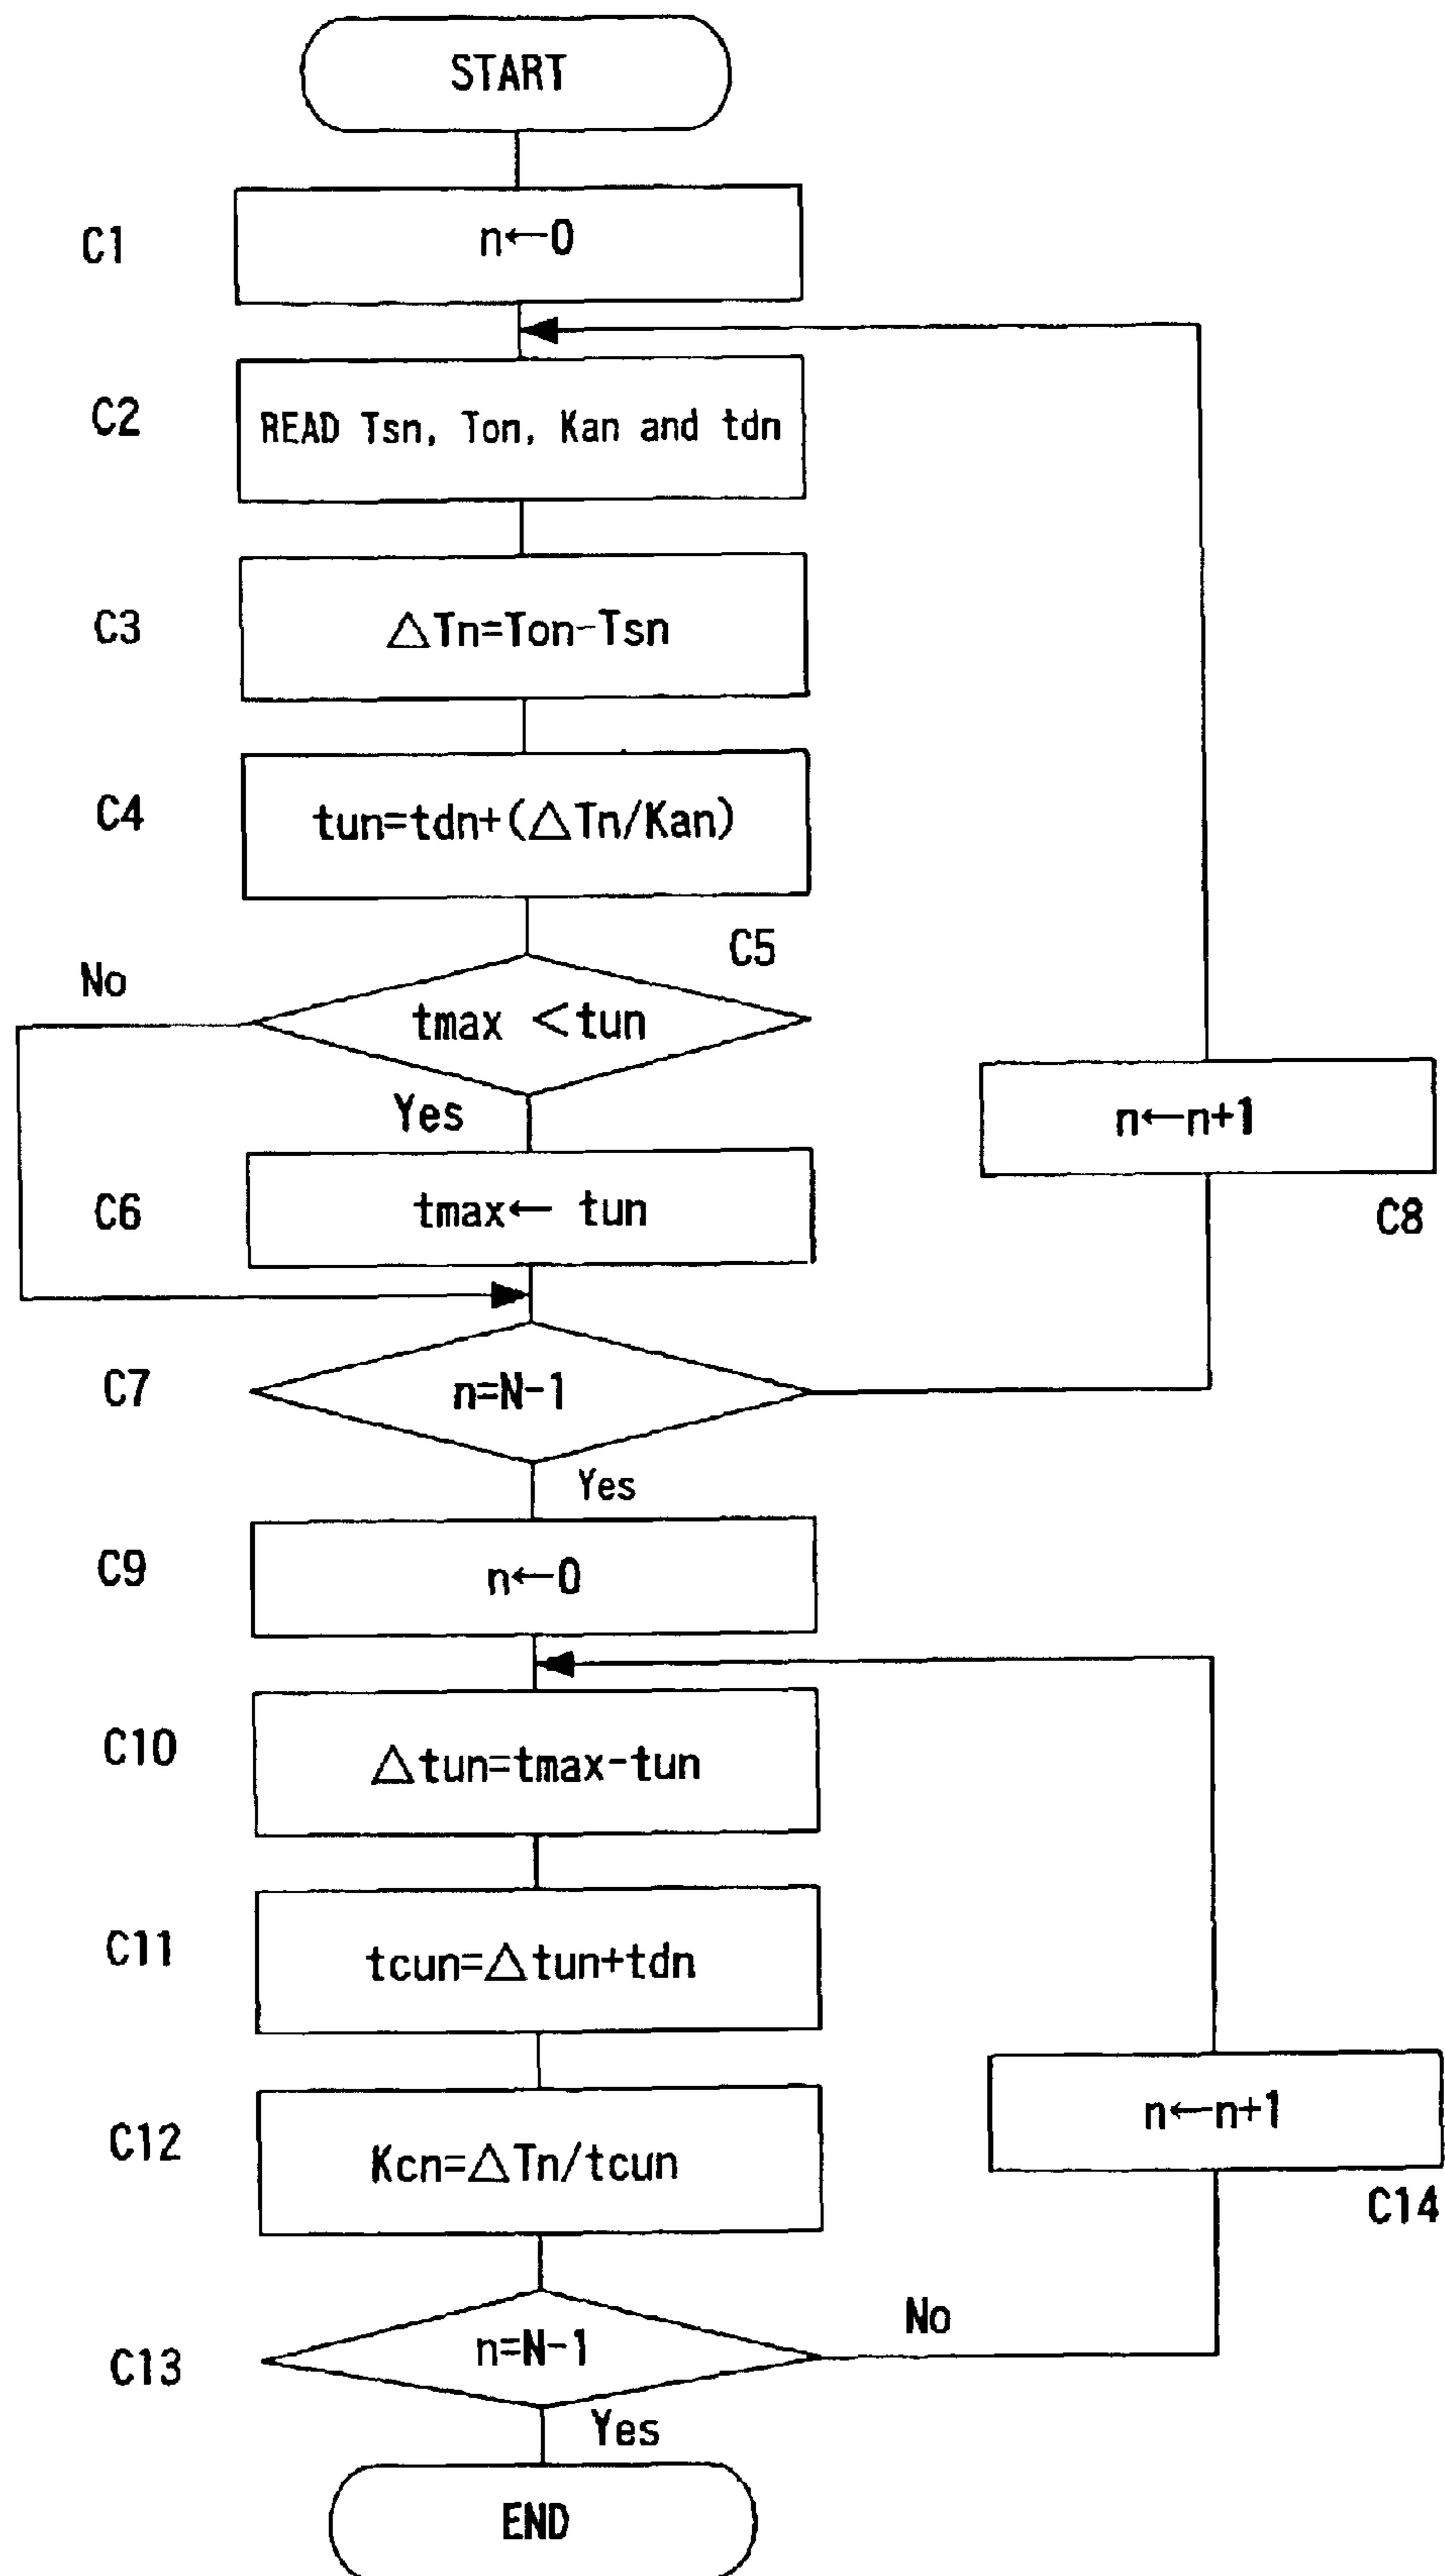 START
C1
n←0
C2
READ Tsn, Ton, Kan and tdn
C3
△Tn=Ton-Tsn
C4
tun=tdn+(△Tn/Kan)
C5
No
tmax <tun
Yes
n←n+1
C6
tmax← tun
C8
C7
n=N-1
Yes
C9
n←0
C10
△tun=tmax-tun
C11
tcun=△tun+tdn
C12
Kcn=△Tn/tcun
n←n+1
C14
No
C13
n=N-1
Yes
END